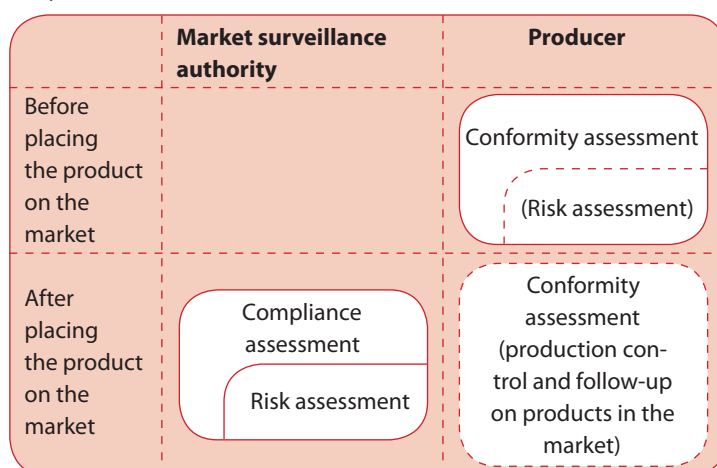 Market surveillance
authority
Producer
Before
placing
the product
on the
market
Conformity assessment
(Risk assessment)
After
placing
the product
on the
market
Compliance
assessment
Risk assessment
Conformity
assessment
(production con-
trol and follow-up
on products in the
market)